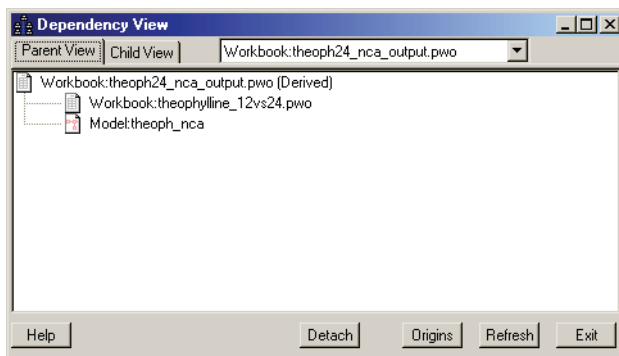 Dependency View
Parent View Child View Workbook:theoph24_nca_output.pwo
Workbook:theoph24_nca_output.pwo (Derived)
Workbook:theophylline_12vs24.pwo
Model:theoph_nca
Help Detach Origins Refresh Exit